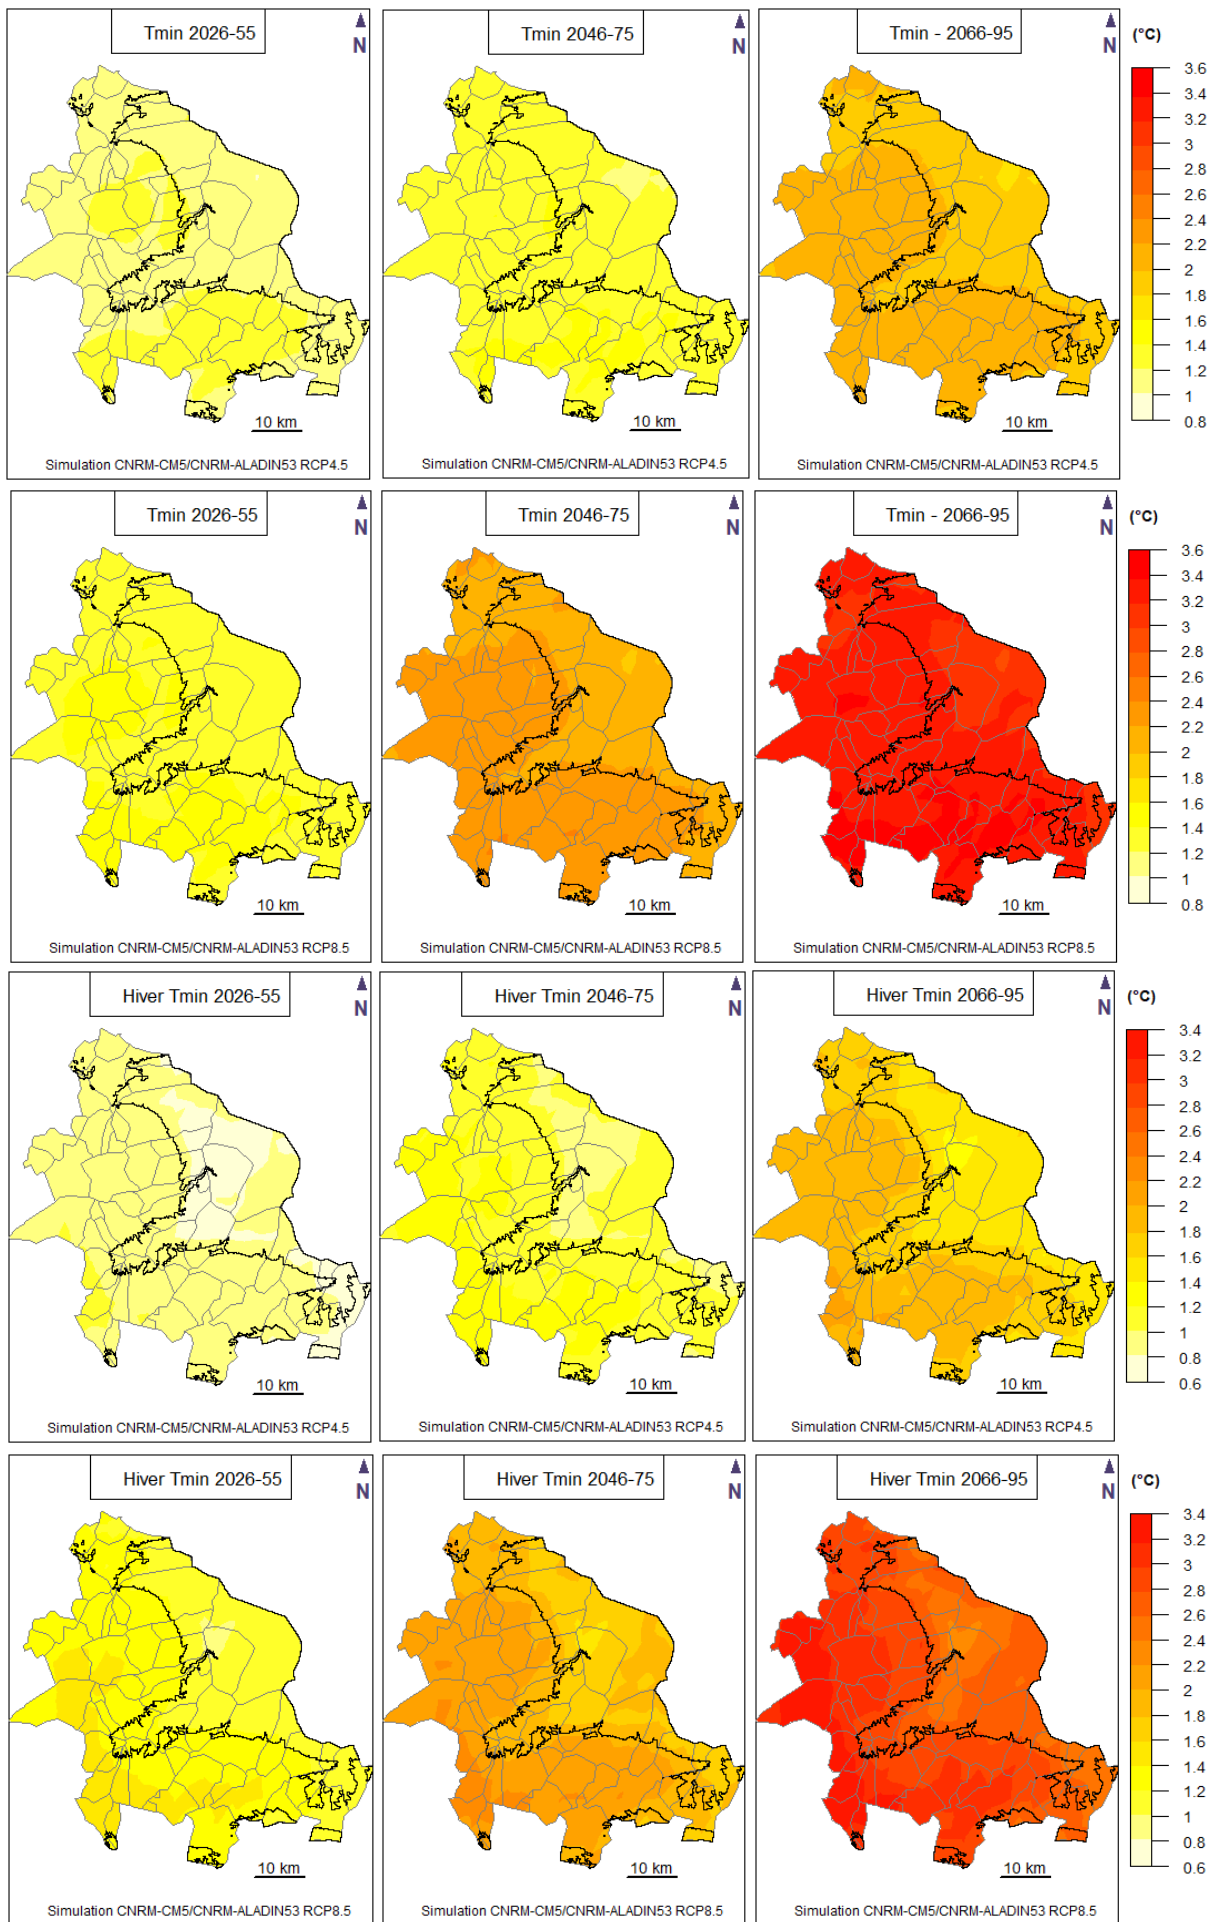 Tmin 2026-55
N
Tmin 2046-75
N
Tmin - 2066-95
N
(°C)
3.6
3.4
3.2
3
2.8
2.6
2.4
2.2
2
1.8
1.6
1.4
1.2
1
0.8
10 km
10 km
10 km
Simulation CNRM-CM5/CNRM-ALADIN53 RCP4.5
Simulation CNRM-CM5/CNRM-ALADIN53 RCP4.5
Simulation CNRM-CM5/CNRM-ALADIN53 RCP4.5
Tmin 2026-55
N
Tmin 2046-75
N
Tmin - 2066-95
N
(°C)
3.6
3.4
3.2
3
2.8
2.6
2.4
2.2
2
1.8
1.6
1.4
1.2
1
0.8
10 km
10 km
10 km
Simulation CNRM-CM5/CNRM-ALADIN53 RCP8.5
Simulation CNRM-CM5/CNRM-ALADIN53 RCP8.5
Simulation CNRM-CM5/CNRM-ALADIN53 RCP8.5
Hiver Tmin 2026-55
N
Hiver Tmin 2046-75
N
Hiver Tmin 2066-95
N
(°C)
3.4
3.2
3
2.8
2.6
2.4
2.2
2
1.8
1.6
1.4
1.2
1
0.8
0.6
10 km
10 km
10 km
Simulation CNRM-CM5/CNRM-ALADIN53 RCP4.5
Simulation CNRM-CM5/CNRM-ALADIN53 RCP4.5
Simulation CNRM-CM5/CNRM-ALADIN53 RCP4.5
Hiver Tmin 2026-55
N
Hiver Tmin 2046-75
N
Hiver Tmin 2066-95
N
(°C)
3.4
3.2
3
2.8
2.6
2.4
2.2
2
1.8
1.6
1.4
1.2
1
0.8
0.6
10 km
10 km
10 km
Simulation CNRM-CM5/CNRM-ALADIN53 RCP8.5
Simulation CNRM-CM5/CNRM-ALADIN53 RCP8.5
Simulation CNRM-CM5/CNRM-ALADIN53 RCP8.5